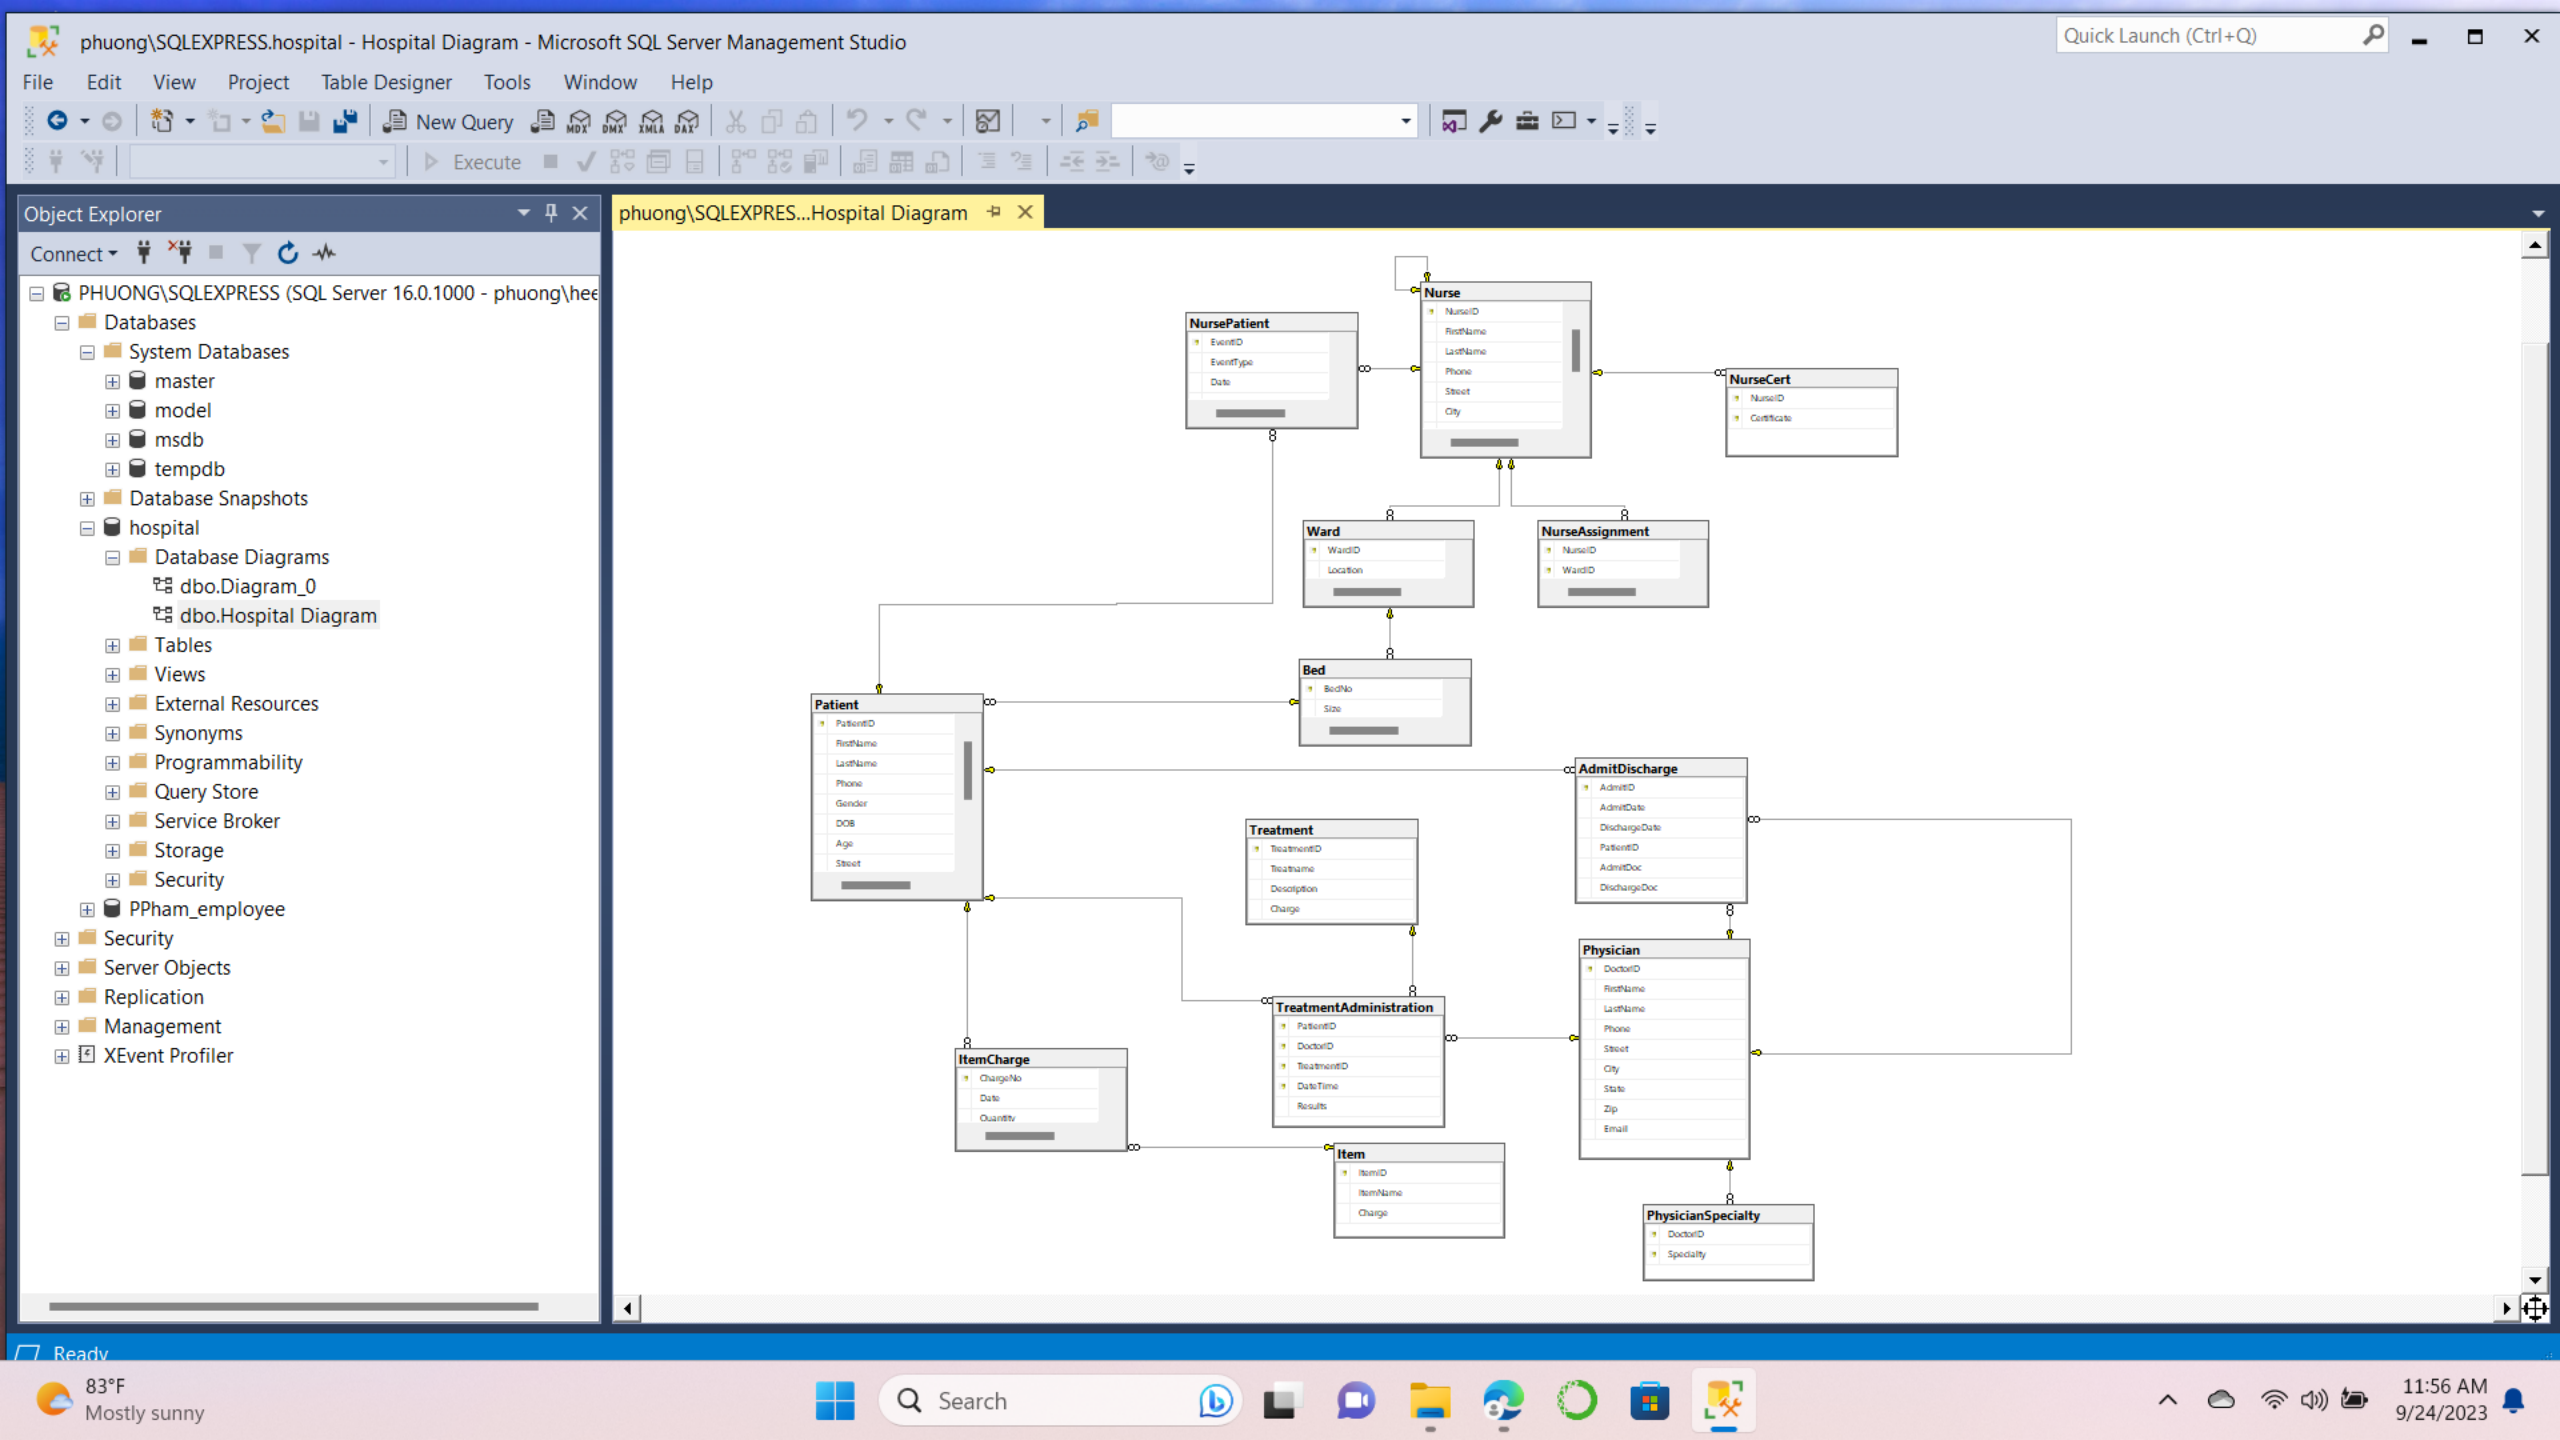 phuong\SQLEXPRESS.hospital - Hospital Diagram - Microsoft SQL Server Management Studio
Quick Launch (Ctrl+Q)
File Edit View Project Table Designer Tools Window Help
New Query MDX DMX XMLA DAX
Execute
Object Explorer
Connect
PHUONG\SQLEXPRESS (SQL Server 16.0.1000 - phuong\hee
Databases
System Databases
master
model
msdb
tempdb
Database Snapshots
hospital
Database Diagrams
dbo.Diagram_0
dbo.Hospital Diagram
Tables
Views
External Resources
Synonyms
Programmability
Query Store
Service Broker
Storage
Security
PPham_employee
Security
Server Objects
Replication
Management
XEvent Profiler
phuong\SQLEXPRES...Hospital Diagram
Nurse
NurseID
FirstName
LastName
Phone
Street
City
NursePatient
EventID
EventType
Date
NurseCert
NurseID
Certificate
Ward
WardID
Location
NurseAssignment
NurseID
WardID
Bed
BedNo
Size
Patient
PatientID
FirstName
LastName
Phone
Gender
DOB
Age
Street
AdmitDischarge
AdmitID
AdmitDate
DischargeDate
PatientID
AdmitDoc
DischargeDoc
Treatment
TreatmentID
Treatname
Description
Charge
Physician
DoctorID
FirstName
LastName
Phone
Street
City
State
Zip
Email
TreatmentAdministration
PatientID
DoctorID
TreatmentID
DateTime
Results
ItemCharge
ChargeNo
Date
Quantity
Item
ItemID
ItemName
Charge
PhysicianSpecialty
DoctorID
Specialty
Ready
83°F
Mostly sunny
Search
11:56 AM
9/24/2023